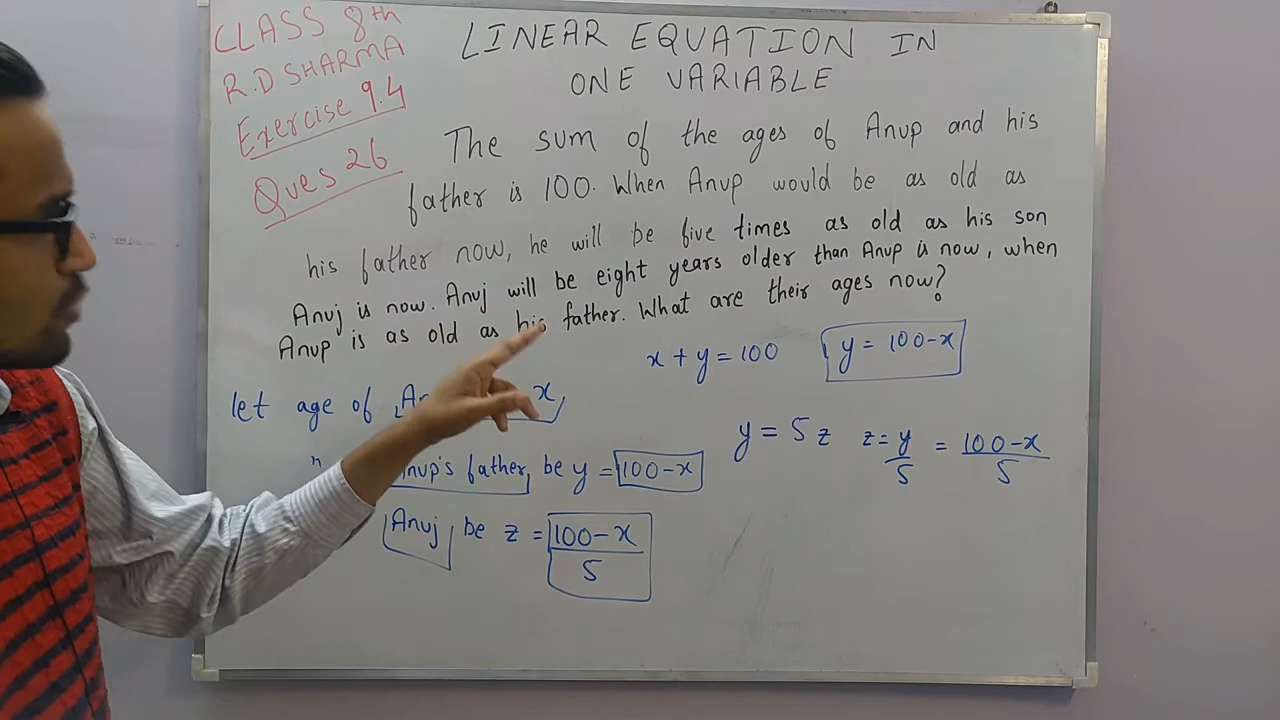 CLASS 8th
R.D SHARMA
Exercise 9.4
Ques 26
LINEAR EQUATION IN
ONE VARIABLE
The sum of the ages of Anup and his
father is 100. When Anup would be as old as
his father now, he will be five times as old as his son
Anuj is now. Anuj will be eight years older than Anup is now, when
Anup is as old as his father. What are their ages now?
x + y = 100 y = 100-x
let age of x
" father be y = 100-x
Anuj be z = 100-x / 5
y = 5z z = y/5 = 100-x / 5